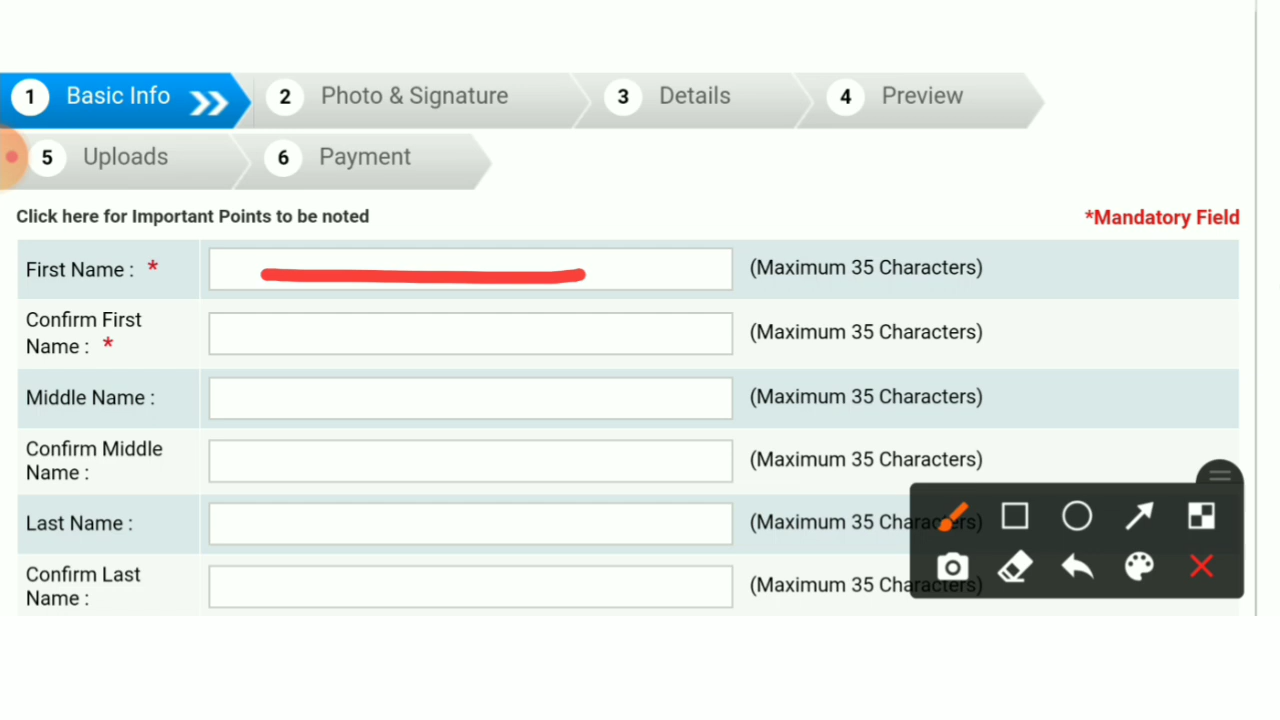 1 Basic Info 2 Photo & Signature 3 Details 4 Preview
5 Uploads 6 Payment
Click here for Important Points to be noted *Mandatory Field
First Name : * (Maximum 35 Characters)
Confirm First
Name : * (Maximum 35 Characters)
Middle Name : (Maximum 35 Characters)
Confirm Middle
Name : (Maximum 35 Characters)
Last Name : (Maximum 35 Characters)
Confirm Last
Name : (Maximum 35 Characters)